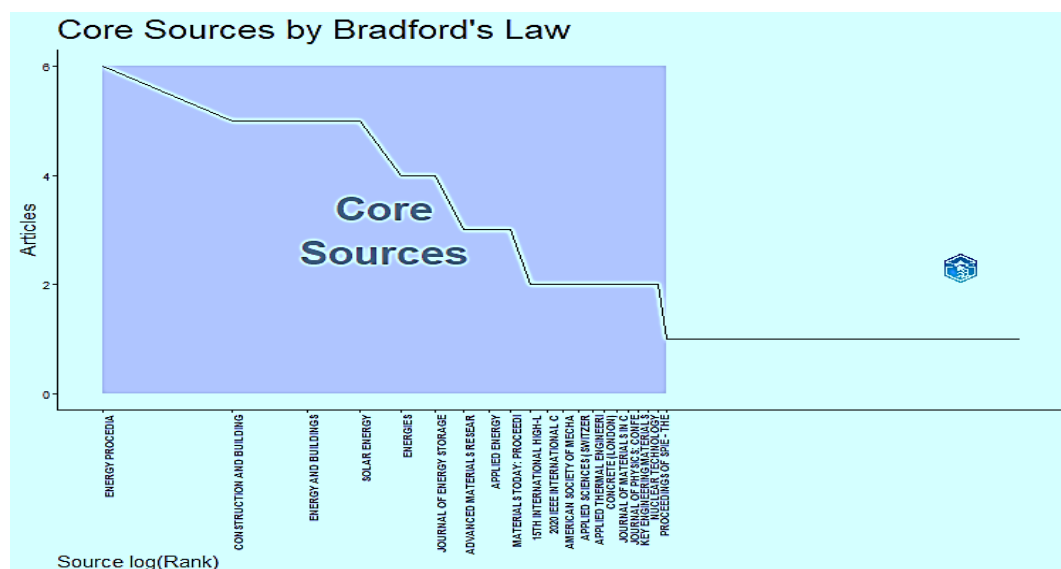 Core Sources by Bradford's Law
6
4
2
0
Articles
Core
Sources
ENERGY PROCEDIA
CONSTRUCTION AND BUILDING
ENERGY AND BUILDINGS
SOLAR ENERGY
ENERGIES
JOURNAL OF ENERGY STORAGE
ADVANCED MATERIALS RESEAR
APPLIED ENERGY
MATERIALS TODAY: PROCEEDI
15TH INTERNATIONAL HIGH-L
2020 IEEE INTERNATIONAL C
AMERICAN SOCIETY OF MECHA
APPLIED SCIENCES (SWITZER
APPLIED THERMAL ENGINEERI
CONCRETE (LONDON)
JOURNAL OF MATERIALS IN C
JOURNAL OF PHYSICS: CONFE
KEY ENGINEERING MATERIALS
NUCLEAR TECHNOLOGY
PROCEEDINGS OF SPIE - THE
Source log(Rank)